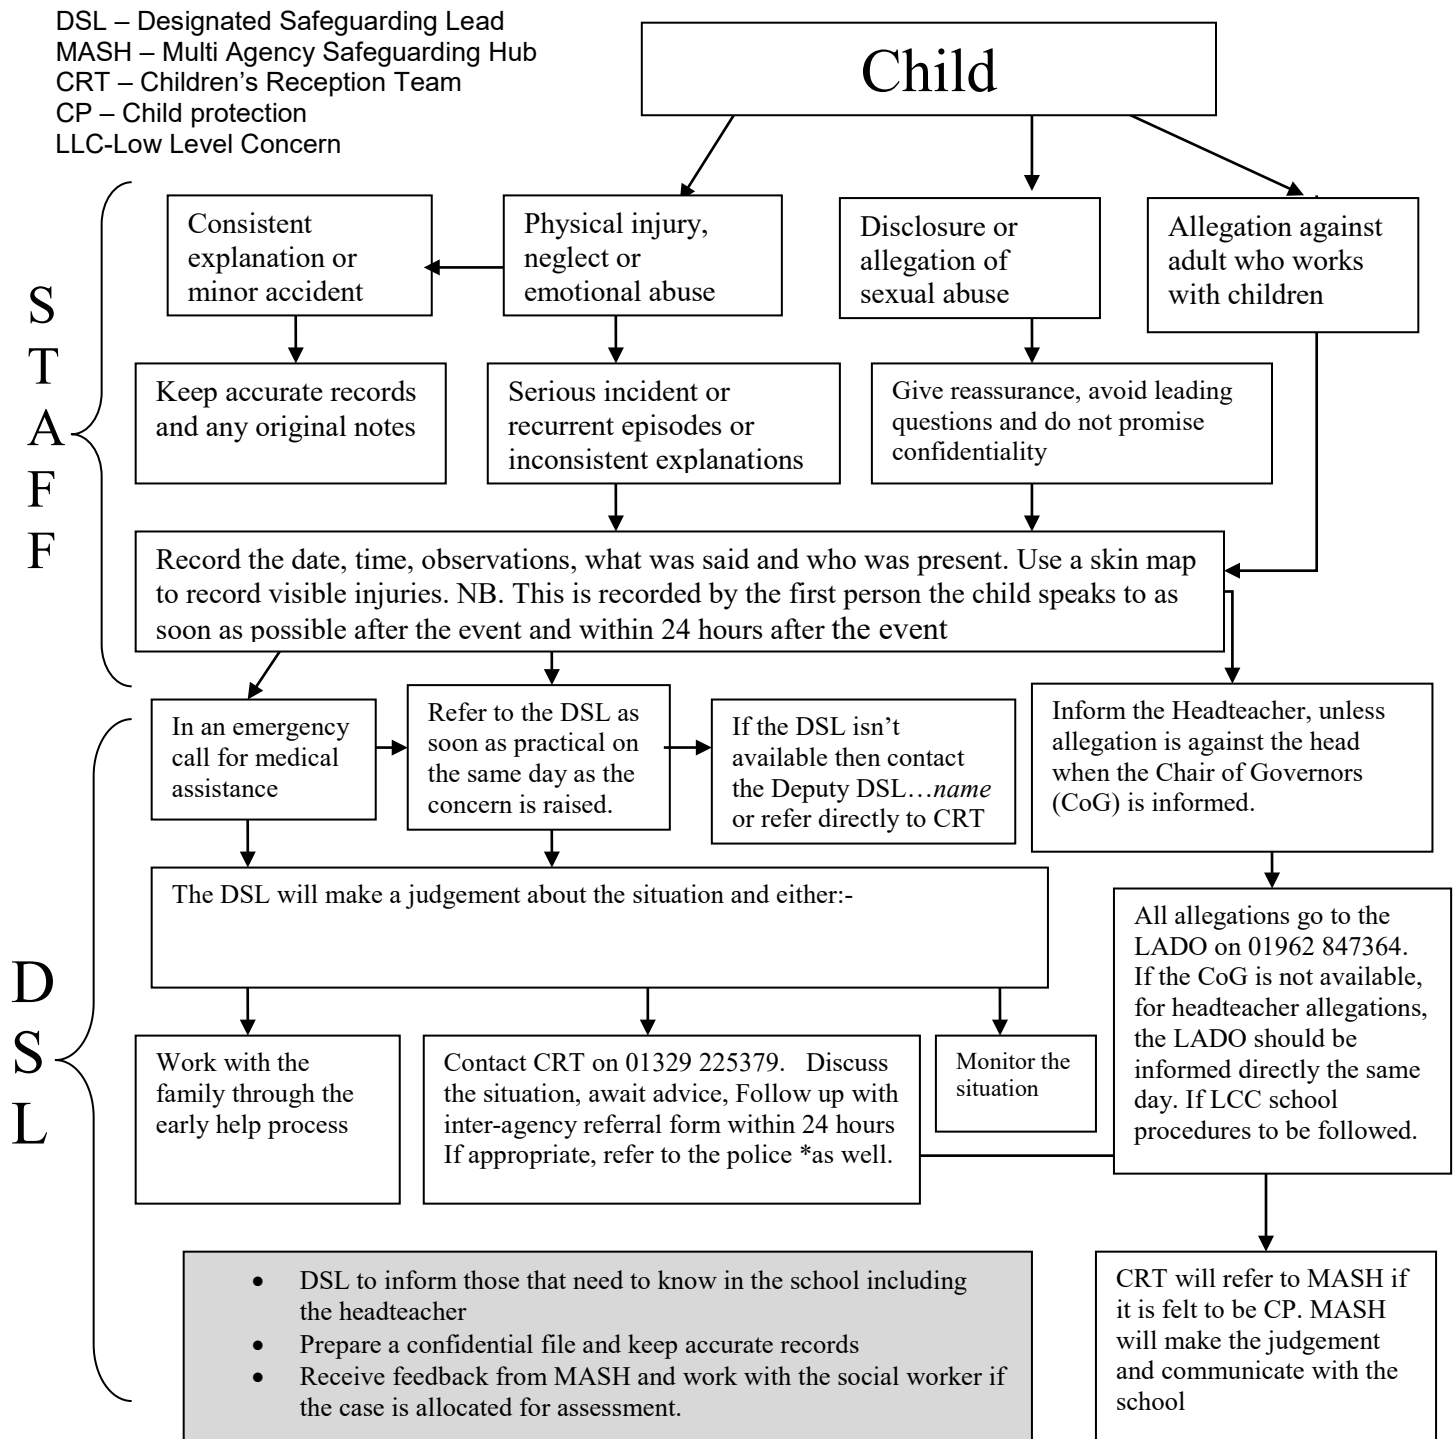 DSL – Designated Safeguarding Lead
MASH – Multi Agency Safeguarding Hub
CRT – Children’s Reception Team
CP – Child protection
LLC-Low Level Concern
Child
S
T
A
F
F
Consistent
explanation or
minor accident
Physical injury,
neglect or
emotional abuse
Disclosure or
allegation of
sexual abuse
Allegation against
adult who works
with children
Keep accurate records
and any original notes
Serious incident or
recurrent episodes or
inconsistent explanations
Give reassurance, avoid leading
questions and do not promise
confidentiality
Record the date, time, observations, what was said and who was present. Use a skin map
to record visible injuries. NB. This is recorded by the first person the child speaks to as
soon as possible after the event and within 24 hours after the event
D
S
L
In an emergency
call for medical
assistance
Refer to the DSL as
soon as practical on
the same day as the
concern is raised.
If the DSL isn’t
available then contact
the Deputy DSL…name
or refer directly to CRT
Inform the Headteacher, unless
allegation is against the head
when the Chair of Governors
(CoG) is informed.
The DSL will make a judgement about the situation and either:-
All allegations go to the
LADO on 01962 847364.
If the CoG is not available,
for headteacher allegations,
the LADO should be
informed directly the same
day. If LCC school
procedures to be followed.
Work with the
family through the
early help process
Contact CRT on 01329 225379. Discuss
the situation, await advice, Follow up with
inter-agency referral form within 24 hours
If appropriate, refer to the police *as well.
Monitor the
situation
• DSL to inform those that need to know in the school including
the headteacher
• Prepare a confidential file and keep accurate records
• Receive feedback from MASH and work with the social worker if
the case is allocated for assessment.
CRT will refer to MASH if
it is felt to be CP. MASH
will make the judgement
and communicate with the
school